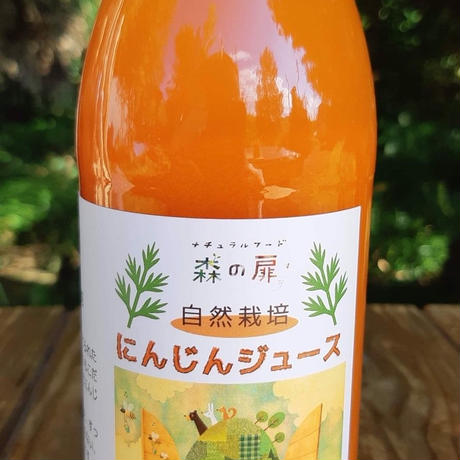 ナチュラルフード
森の扉
自然栽培
にんじんジュース